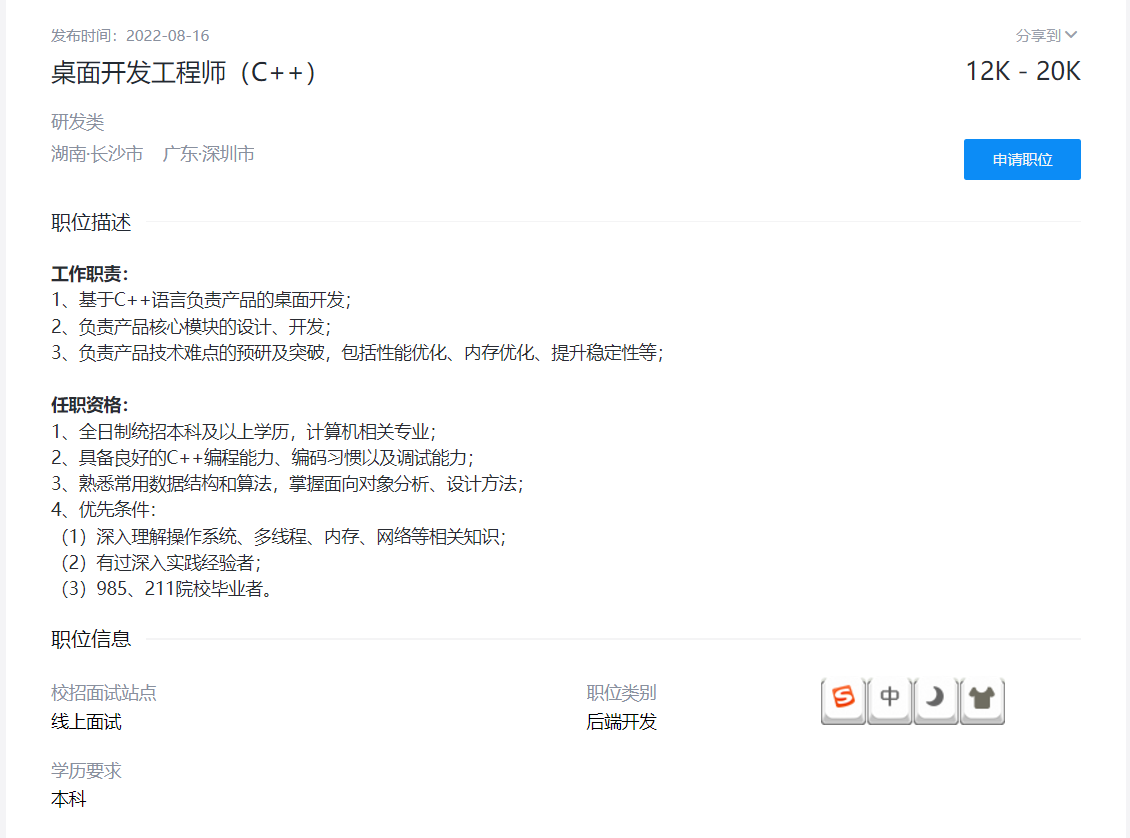 发布时间：2022-08-16
分享到
桌面开发工程师（C++）
12K - 20K
研发类
湖南·长沙市 广东·深圳市
申请职位
职位描述
工作职责：
1、基于C++语言负责产品的桌面开发；
2、负责产品核心模块的设计、开发；
3、负责产品技术难点的预研及突破，包括性能优化、内存优化、提升稳定性等；
任职资格：
1、全日制统招本科及以上学历，计算机相关专业；
2、具备良好的C++编程能力、编码习惯以及调试能力；
3、熟悉常用数据结构和算法，掌握面向对象分析、设计方法；
4、优先条件：
（1）深入理解操作系统、多线程、内存、网络等相关知识；
（2）有过深入实践经验者；
（3）985、211院校毕业者。
职位信息
校招面试站点
职位类别
S 中
线上面试
后端开发
学历要求
本科